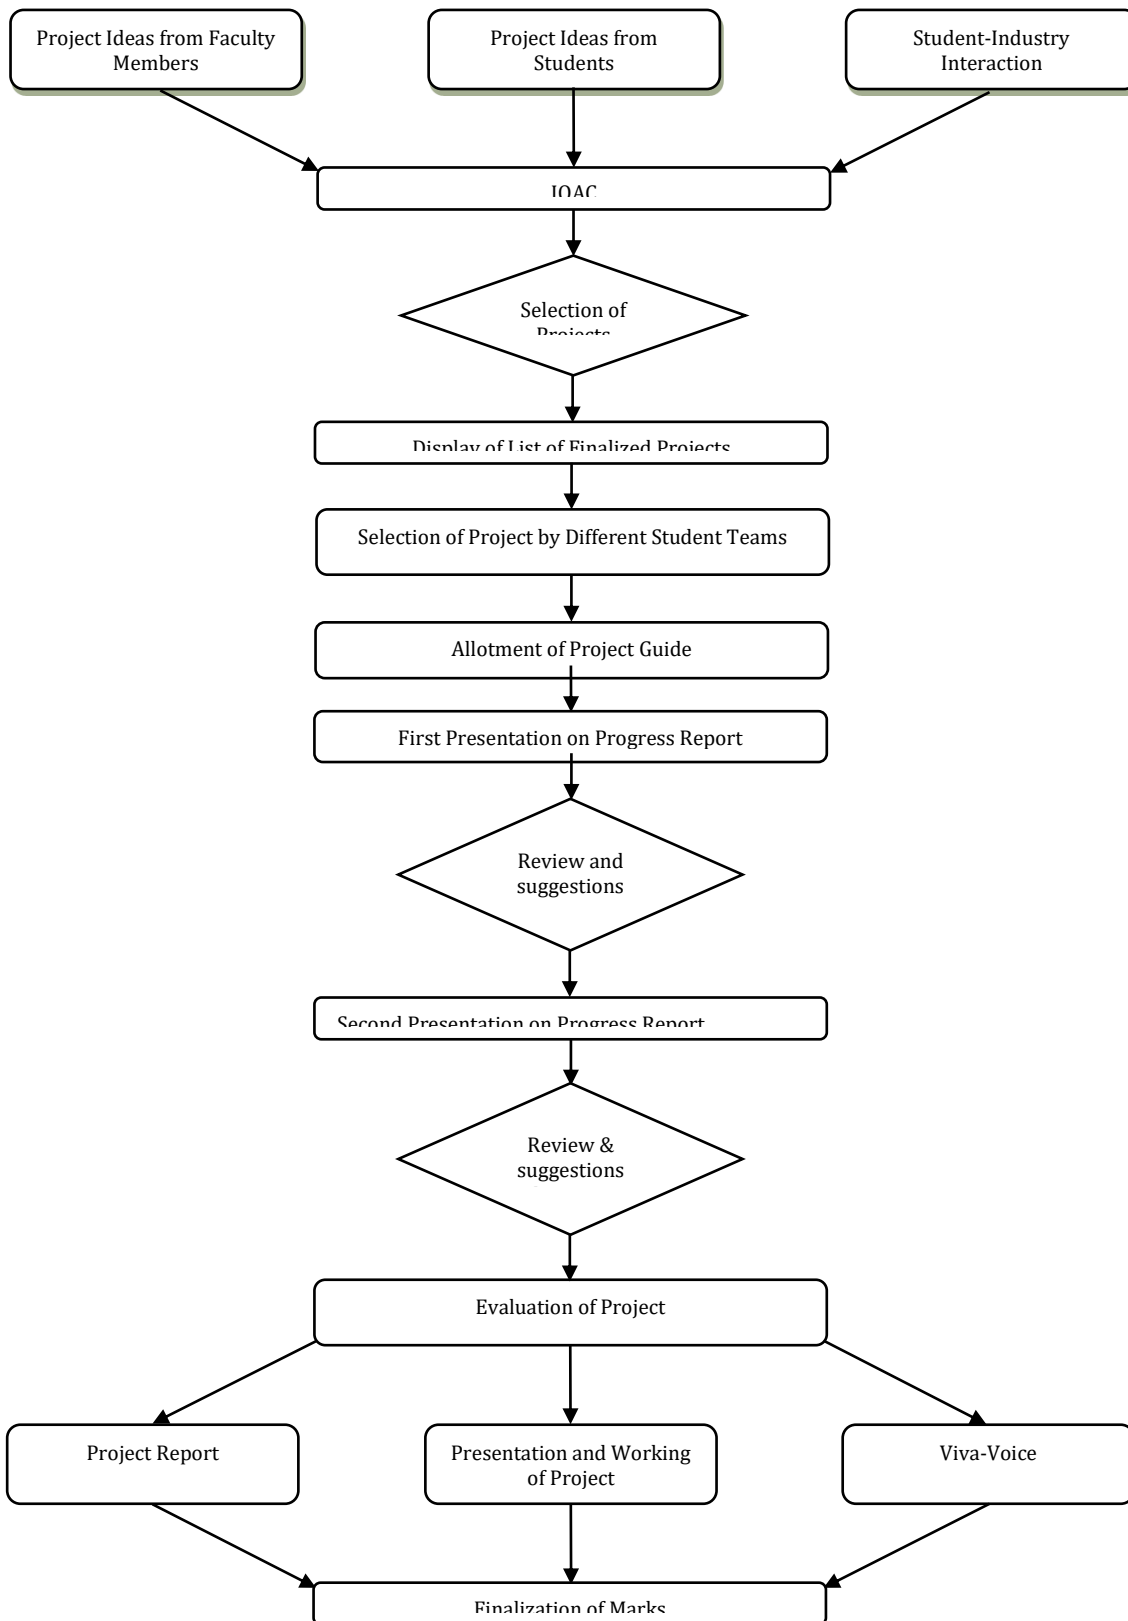 Project Ideas from Faculty
Members
Project Ideas from
Students
Student-Industry
Interaction
IQAC
Selection of
Projects
Display of List of Finalized Projects
Selection of Project by Different Student Teams
Allotment of Project Guide
First Presentation on Progress Report
Review and
suggestions
Second Presentation on Progress Report
Review &
suggestions
Evaluation of Project
Project Report
Presentation and Working
of Project
Viva-Voice
Finalization of Marks